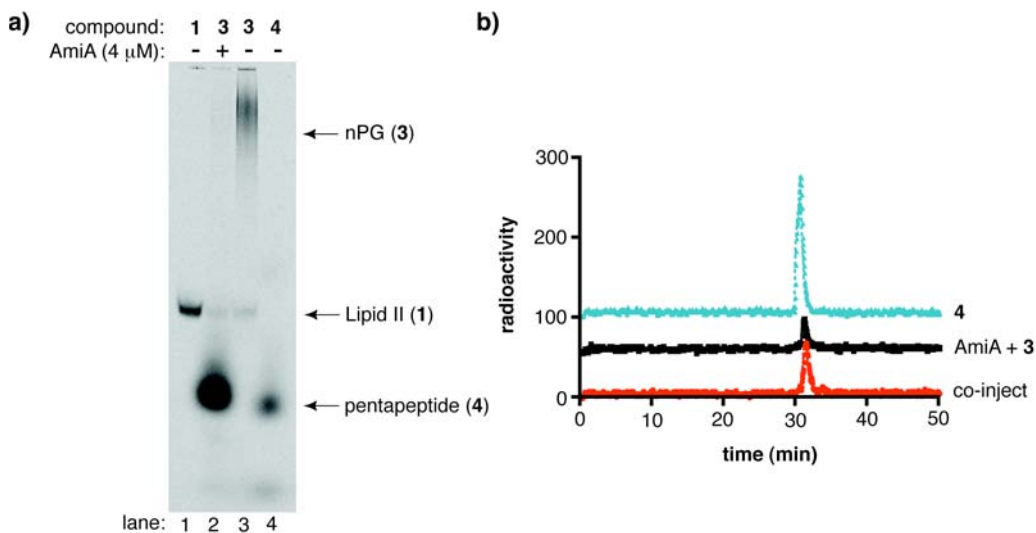 a)
compound: 1 3 3 4
AmiA (4 μM): - + - -
nPG (3)
Lipid II (1)
pentapeptide (4)
lane: 1 2 3 4
b)
300
200
100
0
radioactivity
4
AmiA + 3
co-inject
0 10 20 30 40 50
time (min)